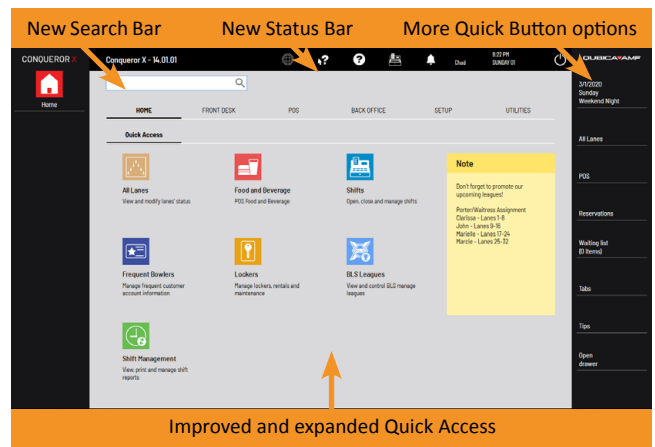 New Search Bar
New Status Bar
More Quick Button options
CONQUEROR X
Conqueror X - 14.01.01
Chad
8:22 PM
SUNDAY 01
QUBICAAMF
Home
3/1/2020
Sunday
Weekend Night
HOME
FRONT DESK
POS
BACK OFFICE
SETUP
UTILITIES
Quick Access
All Lanes
View and modify lanes' status
Food and Beverage
POS Food and Beverage
Shifts
Open, close and manage shifts
Note
Don't forget to promote our
upcoming leagues!
Porter/Waitress Assignment
Clarissa - Lanes 1-8
John - Lanes 9-16
Marielle - Lanes 17-24
Marcie - Lanes 25-32
Frequent Bowlers
Manage frequent customer
account information
Lockers
Manage lockers, rentals and
maintenance
BLS Leagues
View and control BLS manage
leagues
Shift Management
View, print and manage shift
reports
All Lanes
POS
Reservations
Waiting list
(0 Items)
Tabs
Tips
Open
drawer
Improved and expanded Quick Access